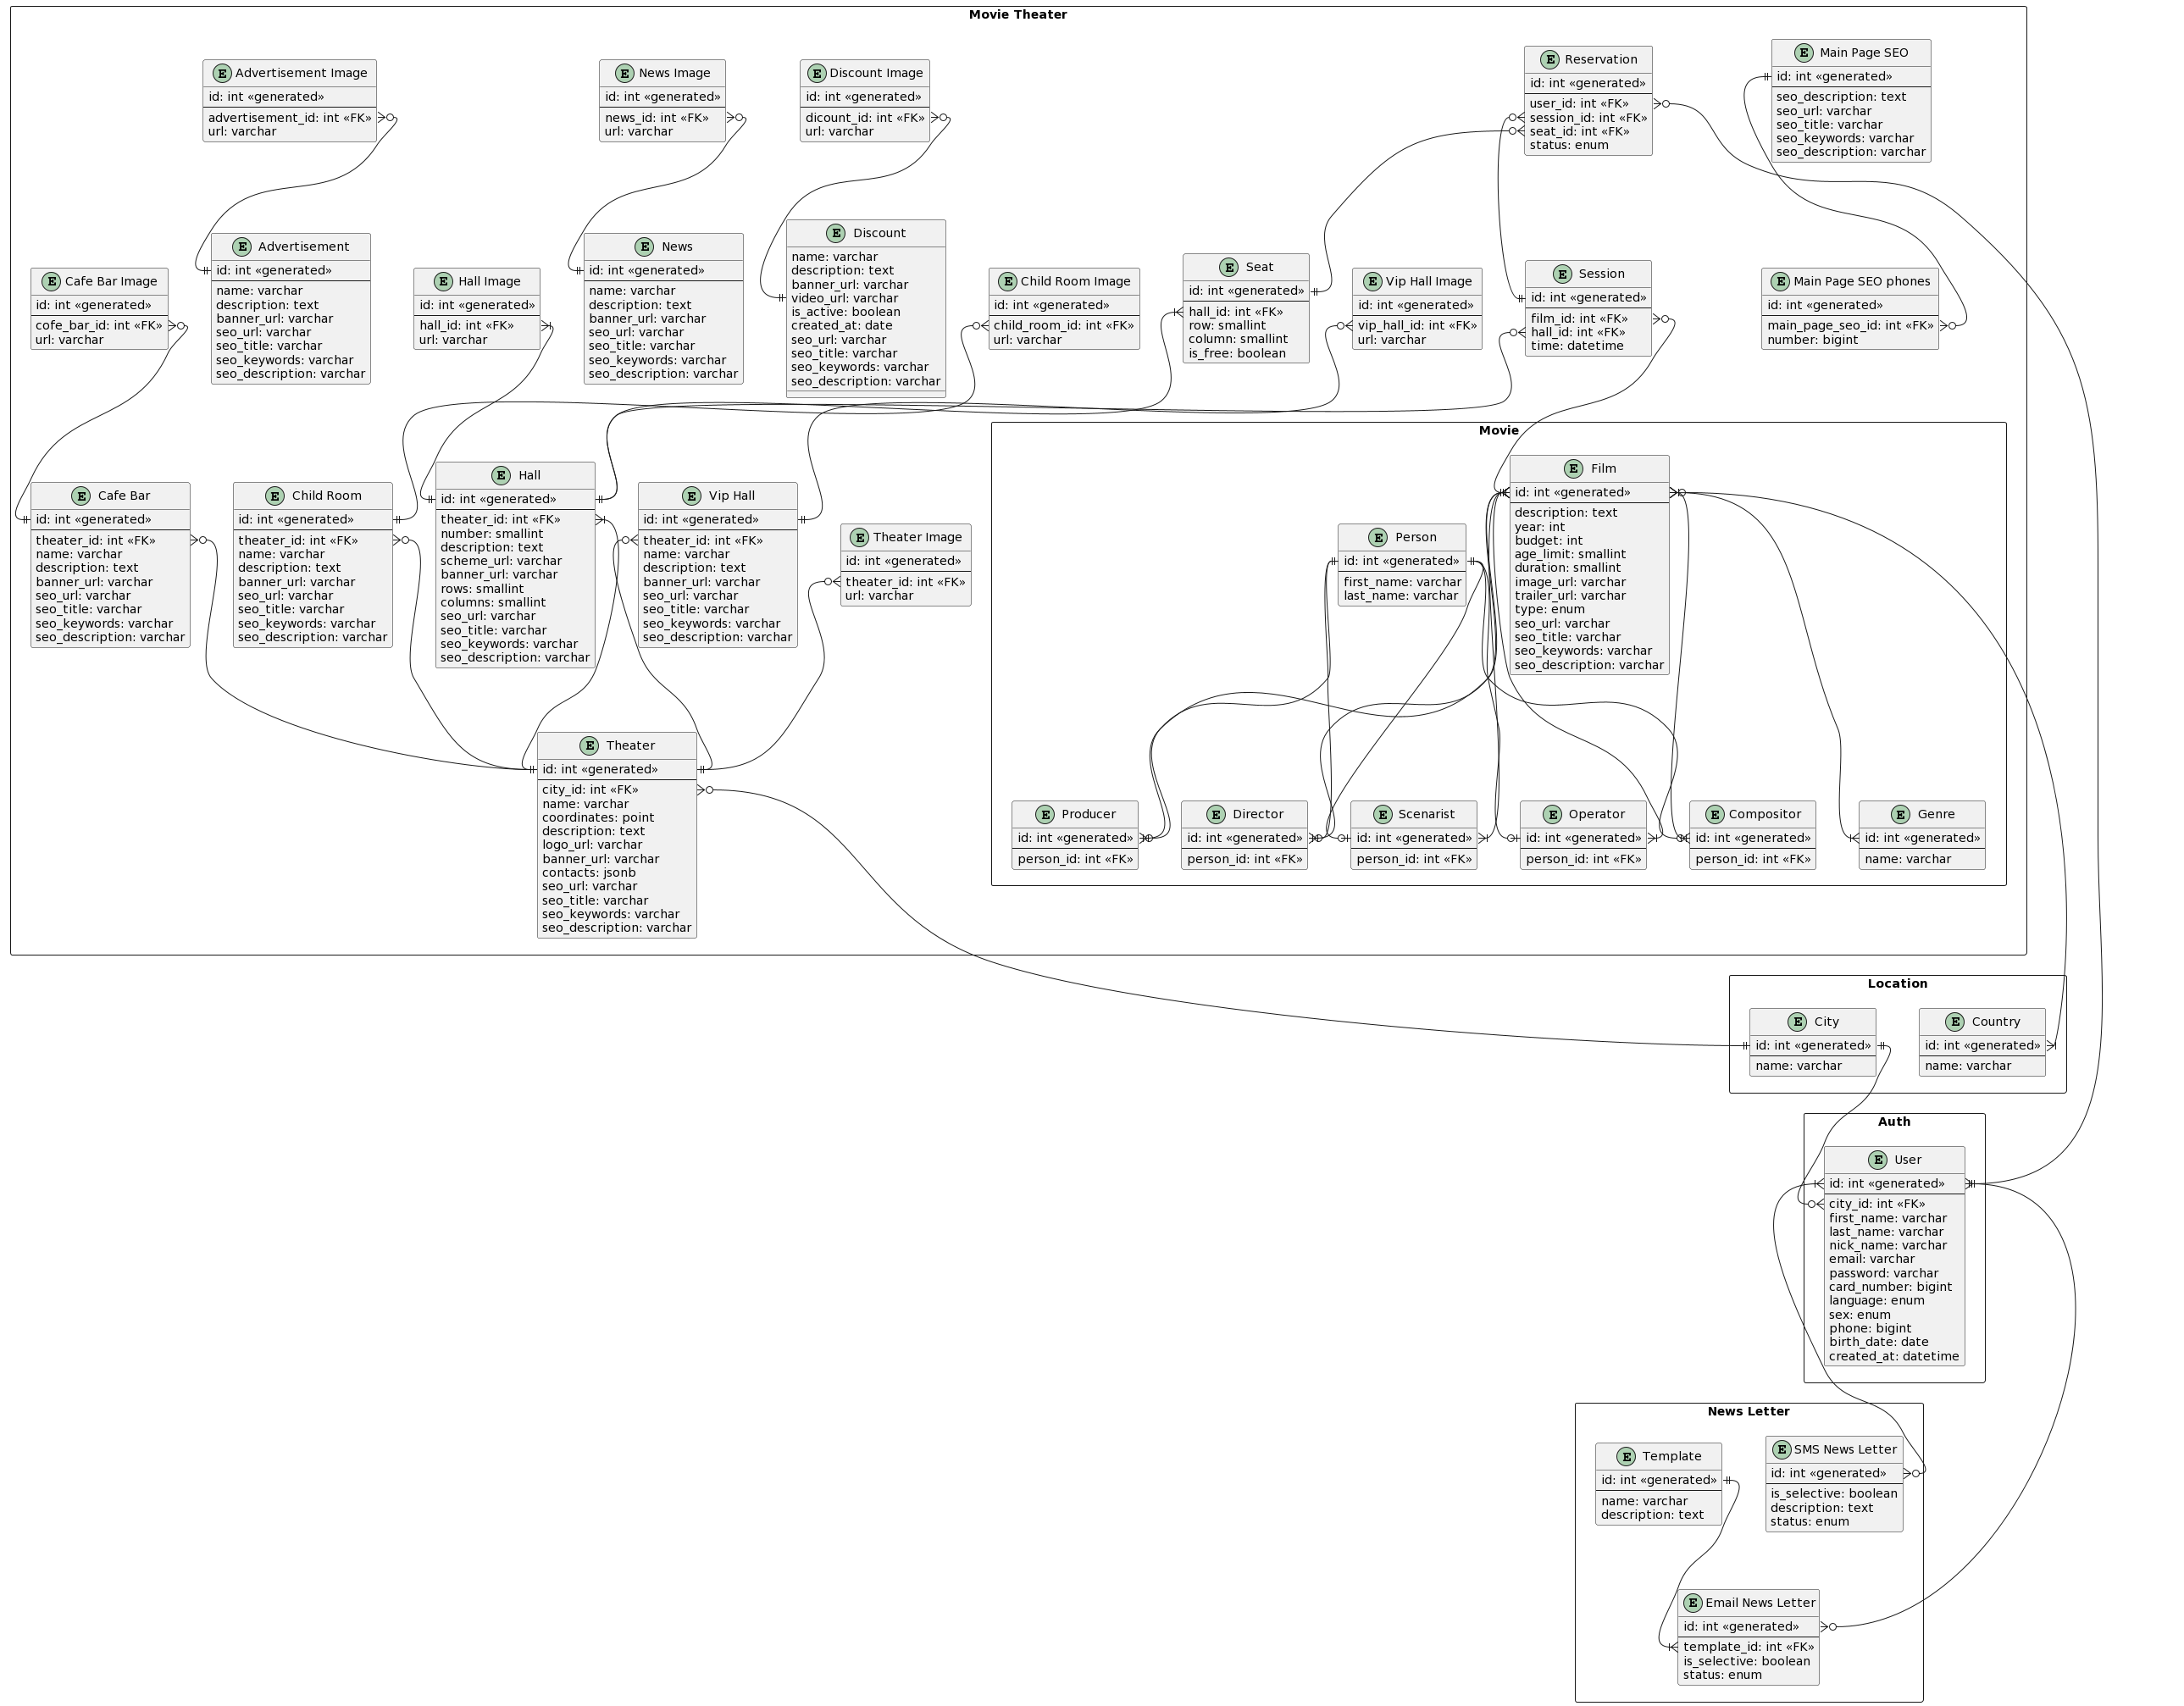 Movie Theater
E Advertisement Image
id: int «generated»
advertisement_id: int «FK»
url: varchar
E News Image
id: int «generated»
news_id: int «FK»
url: varchar
E Discount Image
id: int «generated»
dicount_id: int «FK»
url: varchar
E Reservation
id: int «generated»
user_id: int «FK»
session_id: int «FK»
seat_id: int «FK»
status: enum
E Main Page SEO
id: int «generated»
seo_description: text
seo_url: varchar
seo_title: varchar
seo_keywords: varchar
seo_description: varchar
E Cafe Bar Image
id: int «generated»
cofe_bar_id: int «FK»
url: varchar
E Advertisement
id: int «generated»
name: varchar
description: text
banner_url: varchar
seo_url: varchar
seo_title: varchar
seo_keywords: varchar
seo_description: varchar
E Hall Image
id: int «generated»
hall_id: int «FK»
url: varchar
E News
id: int «generated»
name: varchar
description: text
banner_url: varchar
seo_url: varchar
seo_title: varchar
seo_keywords: varchar
seo_description: varchar
E Discount
name: varchar
description: text
banner_url: varchar
video_url: varchar
is_active: boolean
created_at: date
seo_url: varchar
seo_title: varchar
seo_keywords: varchar
seo_description: varchar
E Child Room Image
id: int «generated»
child_room_id: int «FK»
url: varchar
E Seat
id: int «generated»
hall_id: int «FK»
row: smallint
column: smallint
is_free: boolean
E Vip Hall Image
id: int «generated»
vip_hall_id: int «FK»
url: varchar
E Session
id: int «generated»
film_id: int «FK»
hall_id: int «FK»
time: datetime
E Main Page SEO phones
id: int «generated»
main_page_seo_id: int «FK»
number: bigint
E Cafe Bar
id: int «generated»
theater_id: int «FK»
name: varchar
description: text
banner_url: varchar
seo_url: varchar
seo_title: varchar
seo_keywords: varchar
seo_description: varchar
E Child Room
id: int «generated»
theater_id: int «FK»
name: varchar
description: text
banner_url: varchar
seo_url: varchar
seo_title: varchar
seo_keywords: varchar
seo_description: varchar
E Hall
id: int «generated»
theater_id: int «FK»
number: smallint
description: text
scheme_url: varchar
banner_url: varchar
rows: smallint
columns: smallint
seo_url: varchar
seo_title: varchar
seo_keywords: varchar
seo_description: varchar
E Vip Hall
id: int «generated»
theater_id: int «FK»
name: varchar
description: text
banner_url: varchar
seo_url: varchar
seo_title: varchar
seo_keywords: varchar
seo_description: varchar
E Theater Image
id: int «generated»
theater_id: int «FK»
url: varchar
Movie
E Film
id: int «generated»
description: text
year: int
budget: int
age_limit: smallint
duration: smallint
image_url: varchar
trailer_url: varchar
type: enum
seo_url: varchar
seo_title: varchar
seo_keywords: varchar
seo_description: varchar
E Person
id: int «generated»
first_name: varchar
last_name: varchar
E Theater
id: int «generated»
city_id: int «FK»
name: varchar
coordinates: point
description: text
logo_url: varchar
banner_url: varchar
contacts: jsonb
seo_url: varchar
seo_title: varchar
seo_keywords: varchar
seo_description: varchar
E Producer
id: int «generated»
person_id: int «FK»
E Director
id: int «generated»
person_id: int «FK»
E Scenarist
id: int «generated»
person_id: int «FK»
E Operator
id: int «generated»
person_id: int «FK»
E Compositor
id: int «generated»
person_id: int «FK»
E Genre
id: int «generated»
name: varchar
Location
E City
id: int «generated»
name: varchar
E Country
id: int «generated»
name: varchar
Auth
E User
id: int «generated»
city_id: int «FK»
first_name: varchar
last_name: varchar
nick_name: varchar
email: varchar
password: varchar
card_number: bigint
language: enum
sex: enum
phone: bigint
birth_date: date
created_at: datetime
News Letter
E Template
id: int «generated»
name: varchar
description: text
E SMS News Letter
id: int «generated»
is_selective: boolean
description: text
status: enum
E Email News Letter
id: int «generated»
template_id: int «FK»
is_selective: boolean
status: enum